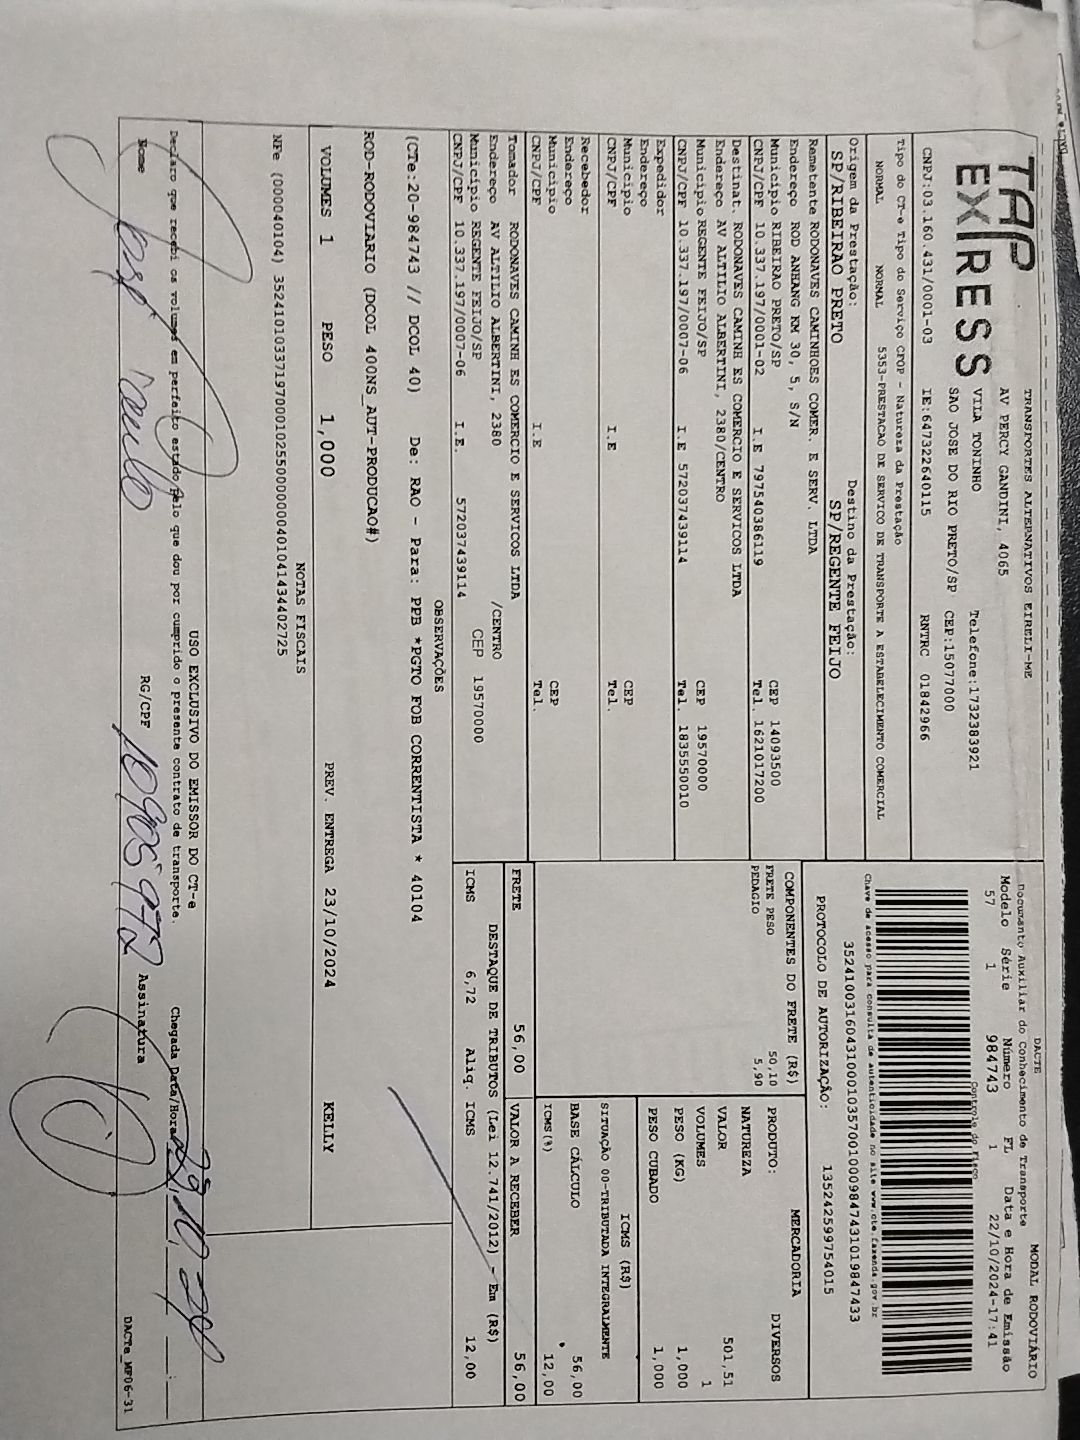 TAP
EXPRESS
TRANSPORTES ALTERNATIVOS EIRELI-ME
AV PERCY GANDINI, 4065
VILA TONINHO Telefone:1732383921
SAO JOSE DO RIO PRETO/SP CEP:15077000
CNPJ:03.160.431/0001-03 IE:647322640115 RNTRC 01842966
Tipo do CT-e Tipo do Serviço CFOP - Natureza da Prestação
NORMAL NORMAL 5353-PRESTACAO DE SERVICO DE TRANSPORTE A ESTABELECIMENTO COMERCIAL
Origem da Prestação: Destino da Prestação:
SP/RIBEIRAO PRETO SP/REGENTE FEIJO
Remetente RODONAVES CAMINHOES COMER. E SERV. LTDA
Endereço ROD ANHANG KM 30, 5, S/N
Município RIBEIRAO PRETO/SP CEP 14093500
CNPJ/CPF 10.337.197/0001-02 I.E 797540386119 Tel. 1621017200
Destinat. RODONAVES CAMINH ES COMERCIO E SERVICOS LTDA
Endereço AV ALTILIO ALBERTINI, 2380/CENTRO
Município REGENTE FEIJO/SP CEP 19570000
CNPJ/CPF 10.337.197/0007-06 I.E 572037439114 Tel. 1835550010
Expedidor
Endereço
Município CEP
CNPJ/CPF I.E Tel.
Recebedor
Endereço
Município CEP
CNPJ/CPF I.E Tel.
Tomador RODONAVES CAMINH ES COMERCIO E SERVICOS LTDA
Endereço AV ALTILIO ALBERTINI, 2380 /CENTRO
Município REGENTE FEIJO/SP CEP 19570000
CNPJ/CPF 10.337.197/0007-06 I.E. 572037439114
DACTE MODAL RODOVIÁRIO
Documento Auxiliar do Conhecimento de Transporte
Modelo Série Número FL Data e Hora de Emissão
57 1 984743 1 22/10/2024-17:41
Controle do Fisco
Chave de acesso para consulta de autenticidade no site www.cte.fazenda.gov.br
35241003160431000103570010009847431019847433
PROTOCOLO DE AUTORIZAÇÃO: 135242599754015
COMPONENTES DO FRETE (R$)
FRETE PESO 50,10
PEDAGIO 5,90
MERCADORIA
PRODUTO: DIVERSOS
NATUREZA
VALOR 501,51
VOLUMES 1
PESO (KG) 1,000
PESO CUBADO 1,000
ICMS (R$)
SITUAÇÃO 00-TRIBUTADA INTEGRALMENTE
BASE CÁLCULO 56,00
ICMS(%) 12,00
FRETE 56,00 VALOR A RECEBER 56,00
DESTAQUE DE TRIBUTOS (Lei 12.741/2012) - Em (R$)
ICMS 6,72 Aliq. ICMS 12,00
OBSERVAÇÕES
(CTRe:20-984743 // DCOL 40) De: RAO - Para: PPB *PGTO FOB CORRENTISTA * 40104
ROD-RODOVIARIO (DCOL 400NS_AUT-PRODUCAO#)
VOLUMES 1 PESO 1,000 PREV. ENTREGA 23/10/2024 KELLY
NOTAS FISCAIS
NFe (000040104) 35241010337197000102550000000401041434402725
USO EXCLUSIVO DO EMISSOR DO CT-e
Declaro que recebi os volumes em perfeito estado pelo que dou por cumprido o presente contrato de transporte. Chegada Data/Hora
Nome RG/CPF Assinatura
DACTe_MP06-31